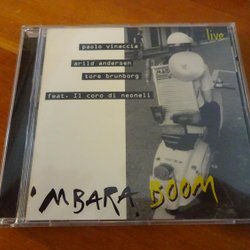 live
paolo vinaccia
arild andersen
tore brunborg
feat. Il coro di neoneli
'MBARA BOOM